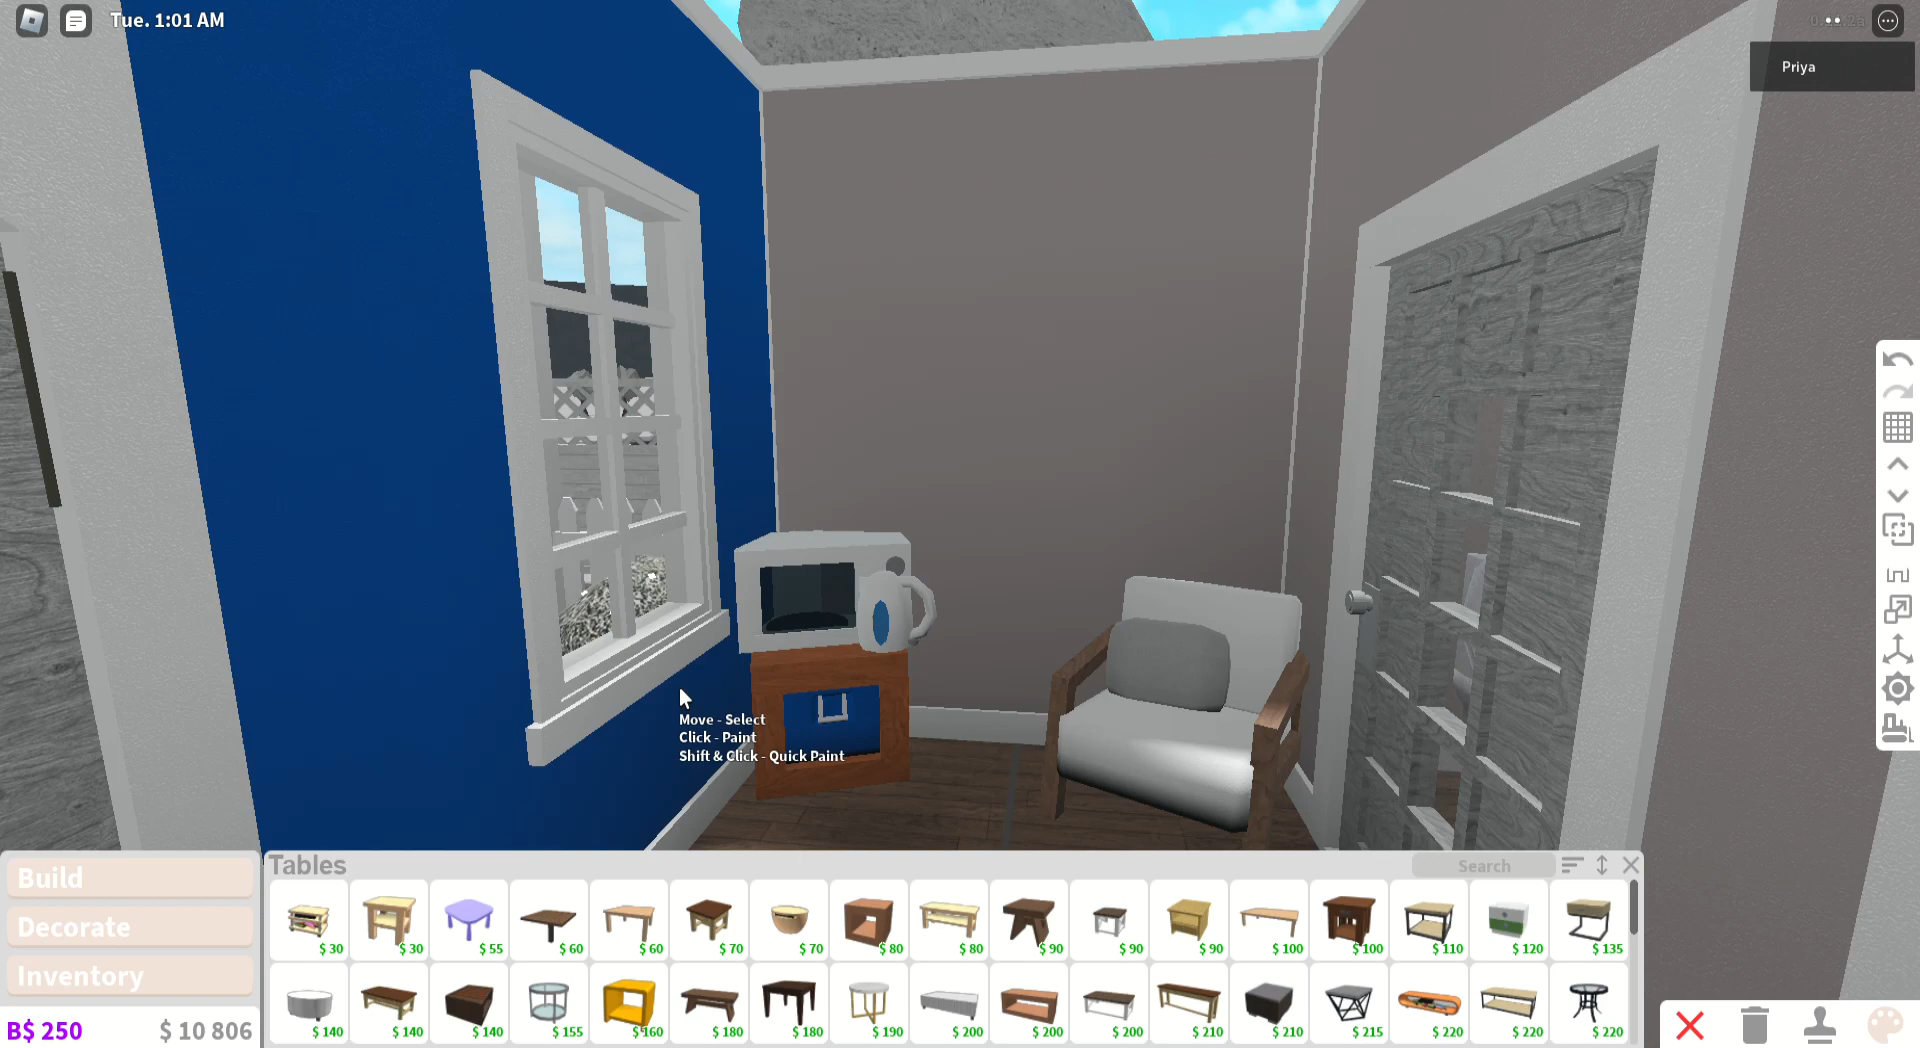 Tue. 1:01 AM
Priya
Move - Select
Click - Paint
Shift & Click - Quick Paint
Build
Decorate
Inventory
B$ 250
$ 10 806
Tables
Search
$ 30
$ 30
$ 55
$ 60
$ 60
$ 70
$ 70
$ 80
$ 80
$ 90
$ 90
$ 90
$ 100
$ 100
$ 110
$ 120
$ 135
$ 140
$ 140
$ 140
$ 155
$ 160
$ 180
$ 180
$ 190
$ 200
$ 200
$ 200
$ 210
$ 210
$ 215
$ 220
$ 220
$ 220